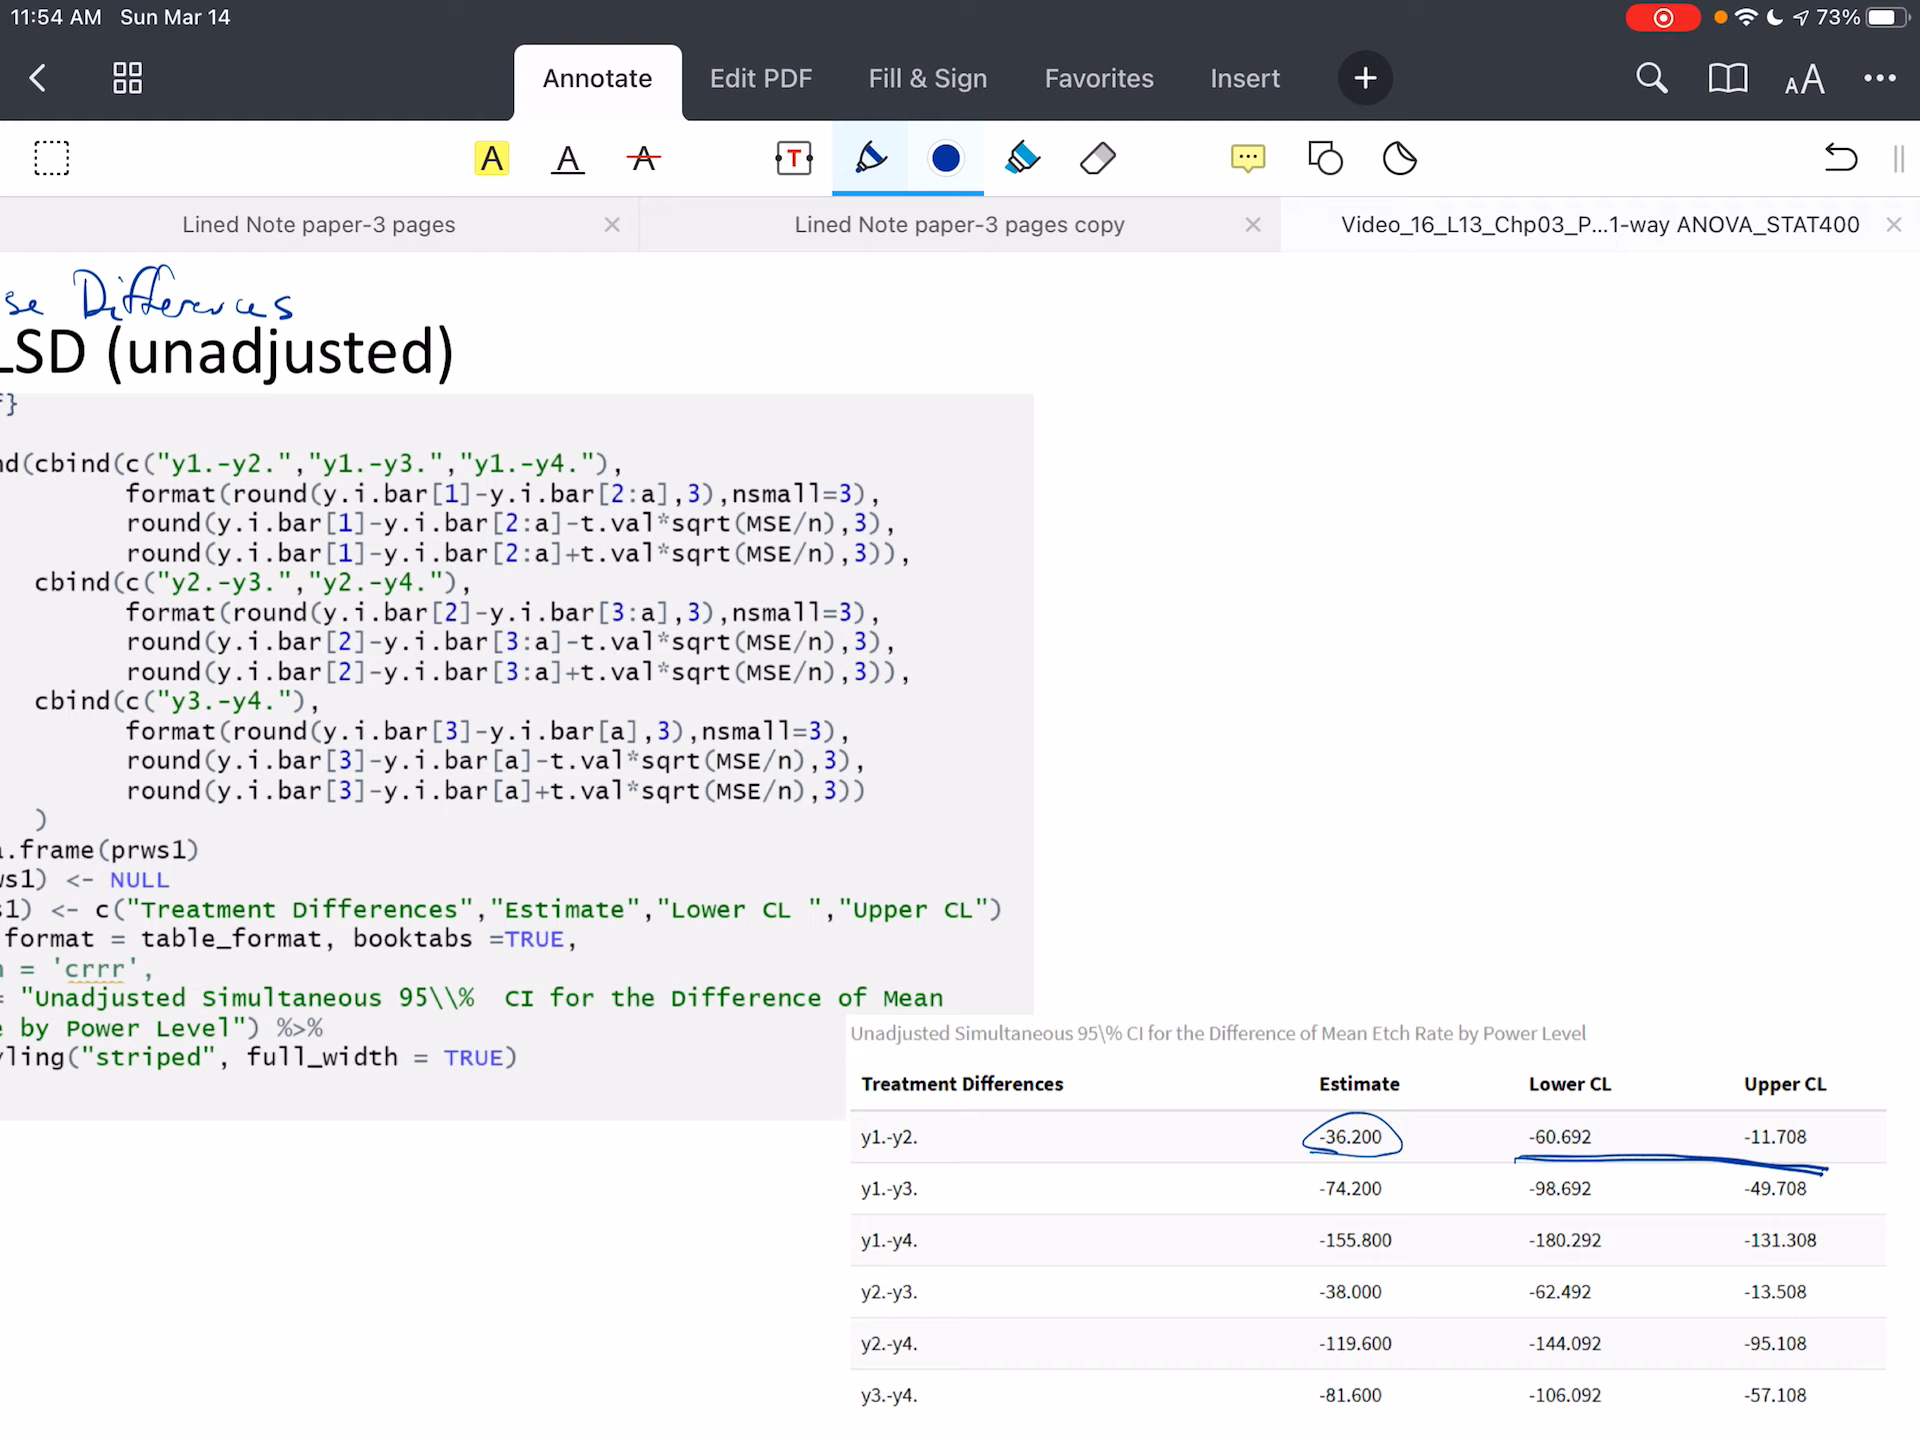 11:54 AM Sun Mar 14
73%
Annotate Edit PDF Fill & Sign Favorites Insert
AA
A A A T
Lined Note paper-3 pages
Lined Note paper-3 pages copy
Video_16_L13_Chp03_P...1-way ANOVA_STAT400
se Differences
LSD (unadjusted)
f}
nd(cbind(c("y1.-y2.","y1.-y3.","y1.-y4."),
format(round(y.i.bar[1]-y.i.bar[2:a],3),nsmall=3),
round(y.i.bar[1]-y.i.bar[2:a]-t.val*sqrt(MSE/n),3),
round(y.i.bar[1]-y.i.bar[2:a]+t.val*sqrt(MSE/n),3)),
cbind(c("y2.-y3.","y2.-y4."),
format(round(y.i.bar[2]-y.i.bar[3:a],3),nsmall=3),
round(y.i.bar[2]-y.i.bar[3:a]-t.val*sqrt(MSE/n),3),
round(y.i.bar[2]-y.i.bar[3:a]+t.val*sqrt(MSE/n),3)),
cbind(c("y3.-y4."),
format(round(y.i.bar[3]-y.i.bar[a],3),nsmall=3),
round(y.i.bar[3]-y.i.bar[a]-t.val*sqrt(MSE/n),3),
round(y.i.bar[3]-y.i.bar[a]+t.val*sqrt(MSE/n),3))
)
a.frame(prws1)
ws1) <- NULL
s1) <- c("Treatment Differences","Estimate","Lower CL ","Upper CL")
format = table_format, booktabs =TRUE,
n = 'crrr',
= "Unadjusted Simultaneous 95\\% CI for the Difference of Mean
e by Power Level") %>%
yling("striped", full_width = TRUE)
Unadjusted Simultaneous 95\% CI for the Difference of Mean Etch Rate by Power Level
Treatment Differences Estimate Lower CL Upper CL
y1.-y2. -36.200 -60.692 -11.708
y1.-y3. -74.200 -98.692 -49.708
y1.-y4. -155.800 -180.292 -131.308
y2.-y3. -38.000 -62.492 -13.508
y2.-y4. -119.600 -144.092 -95.108
y3.-y4. -81.600 -106.092 -57.108